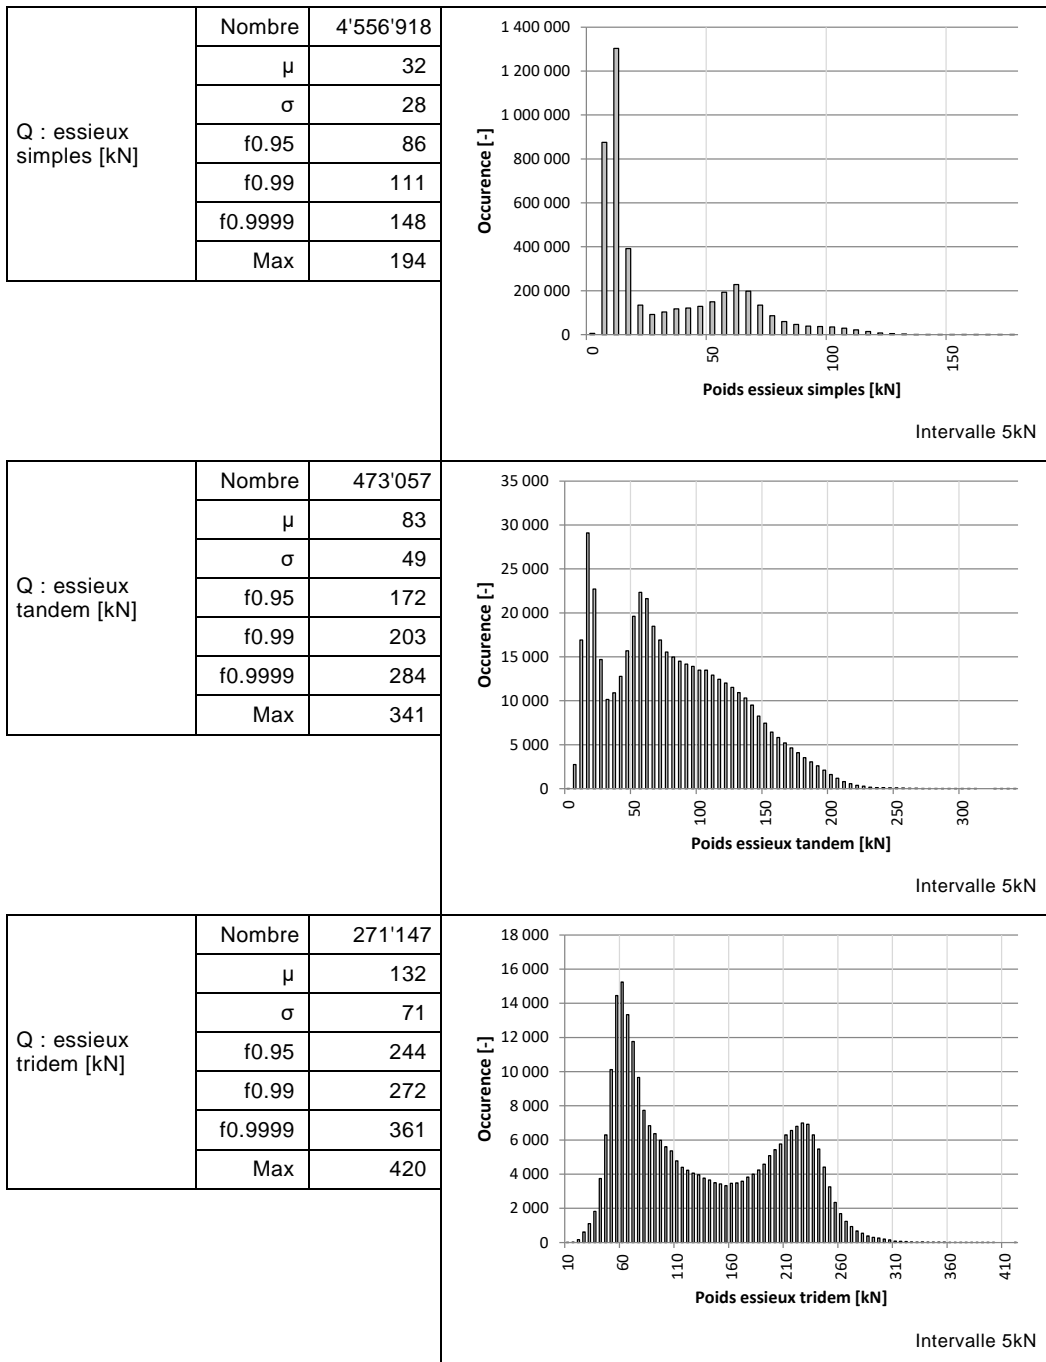 Q : essieux
simples [kN]
Nombre 4'556'918
µ 32
σ 28
f0.95 86
f0.99 111
f0.9999 148
Max 194
1 400 000
1 200 000
1 000 000
800 000
600 000
400 000
200 000
0
Occurence [-]
0 50 100 150
Poids essieux simples [kN]
Intervalle 5kN
Q : essieux
tandem [kN]
Nombre 473'057
µ 83
σ 49
f0.95 172
f0.99 203
f0.9999 284
Max 341
35 000
30 000
25 000
20 000
15 000
10 000
5 000
0
Occurence [-]
0 50 100 150 200 250 300
Poids essieux tandem [kN]
Intervalle 5kN
Q : essieux
tridem [kN]
Nombre 271'147
µ 132
σ 71
f0.95 244
f0.99 272
f0.9999 361
Max 420
18 000
16 000
14 000
12 000
10 000
8 000
6 000
4 000
2 000
0
Occurence [-]
10 60 110 160 210 260 310 360 410
Poids essieux tridem [kN]
Intervalle 5kN